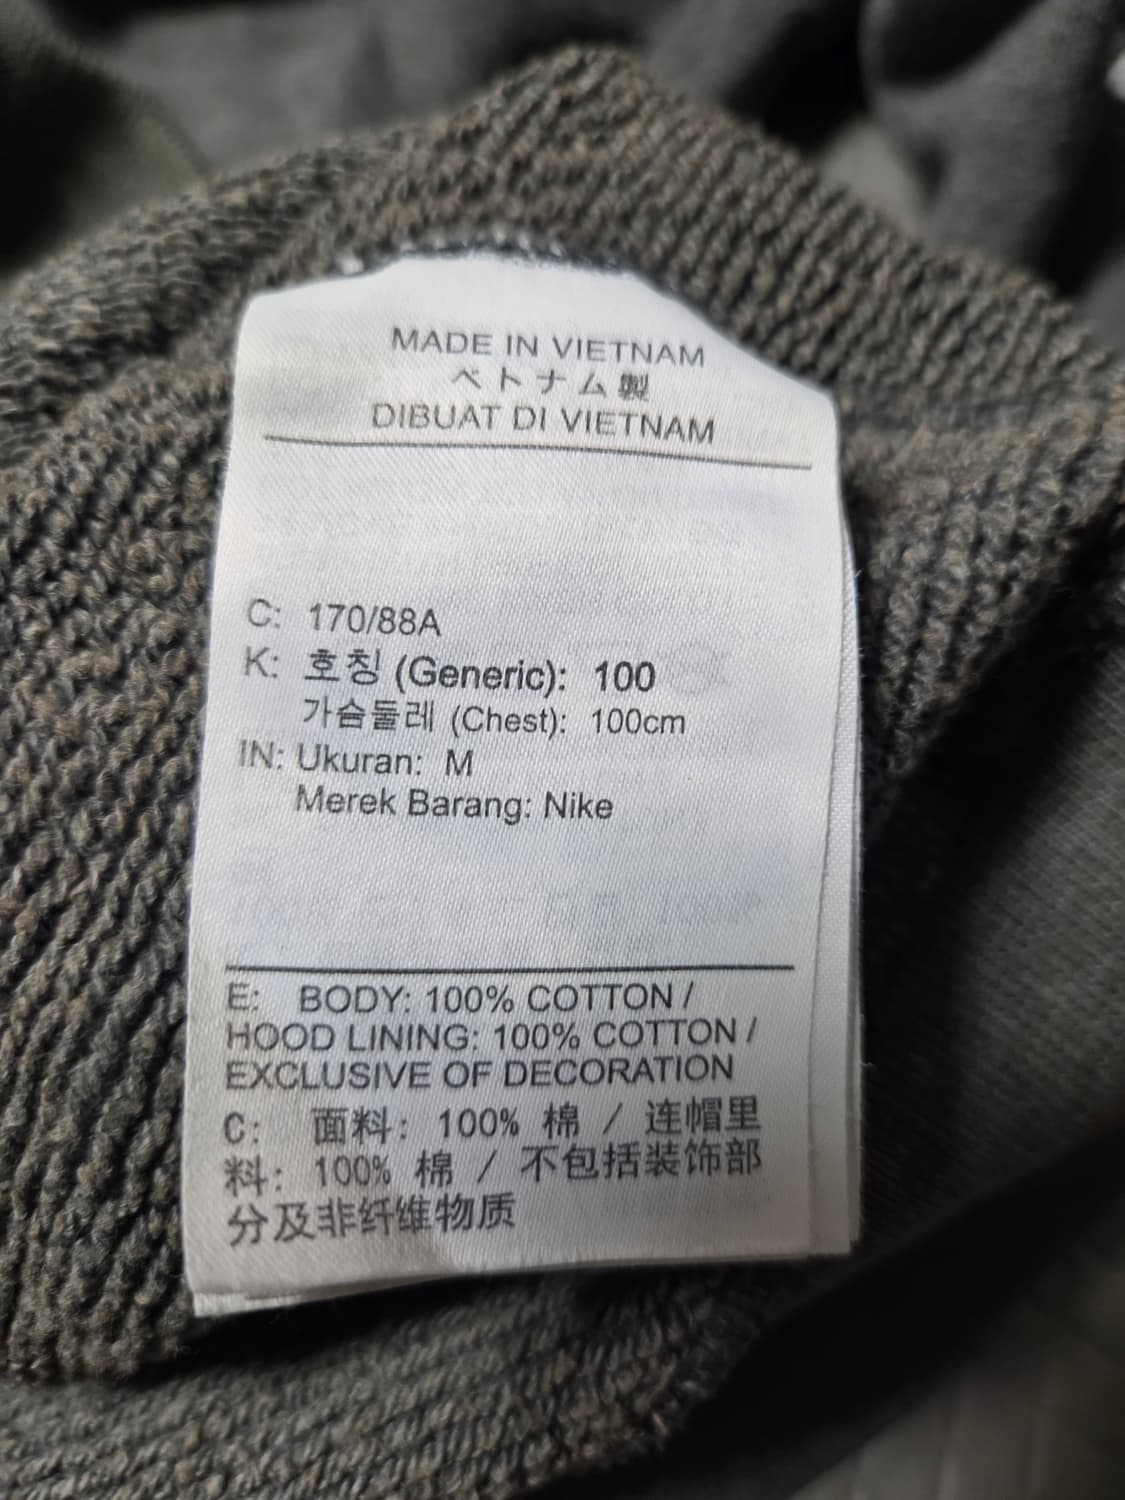 MADE IN VIETNAM
ベトナム製
DIBUAT DI VIETNAM
C: 170/88A
K: 호칭 (Generic): 100
가슴둘레 (Chest): 100cm
IN: Ukuran: M
Merek Barang: Nike
E: BODY: 100% COTTON /
HOOD LINING: 100% COTTON /
EXCLUSIVE OF DECORATION
C: 面料: 100% 棉 / 连帽里
料: 100% 棉 / 不包括装饰部
分及非纤维物质